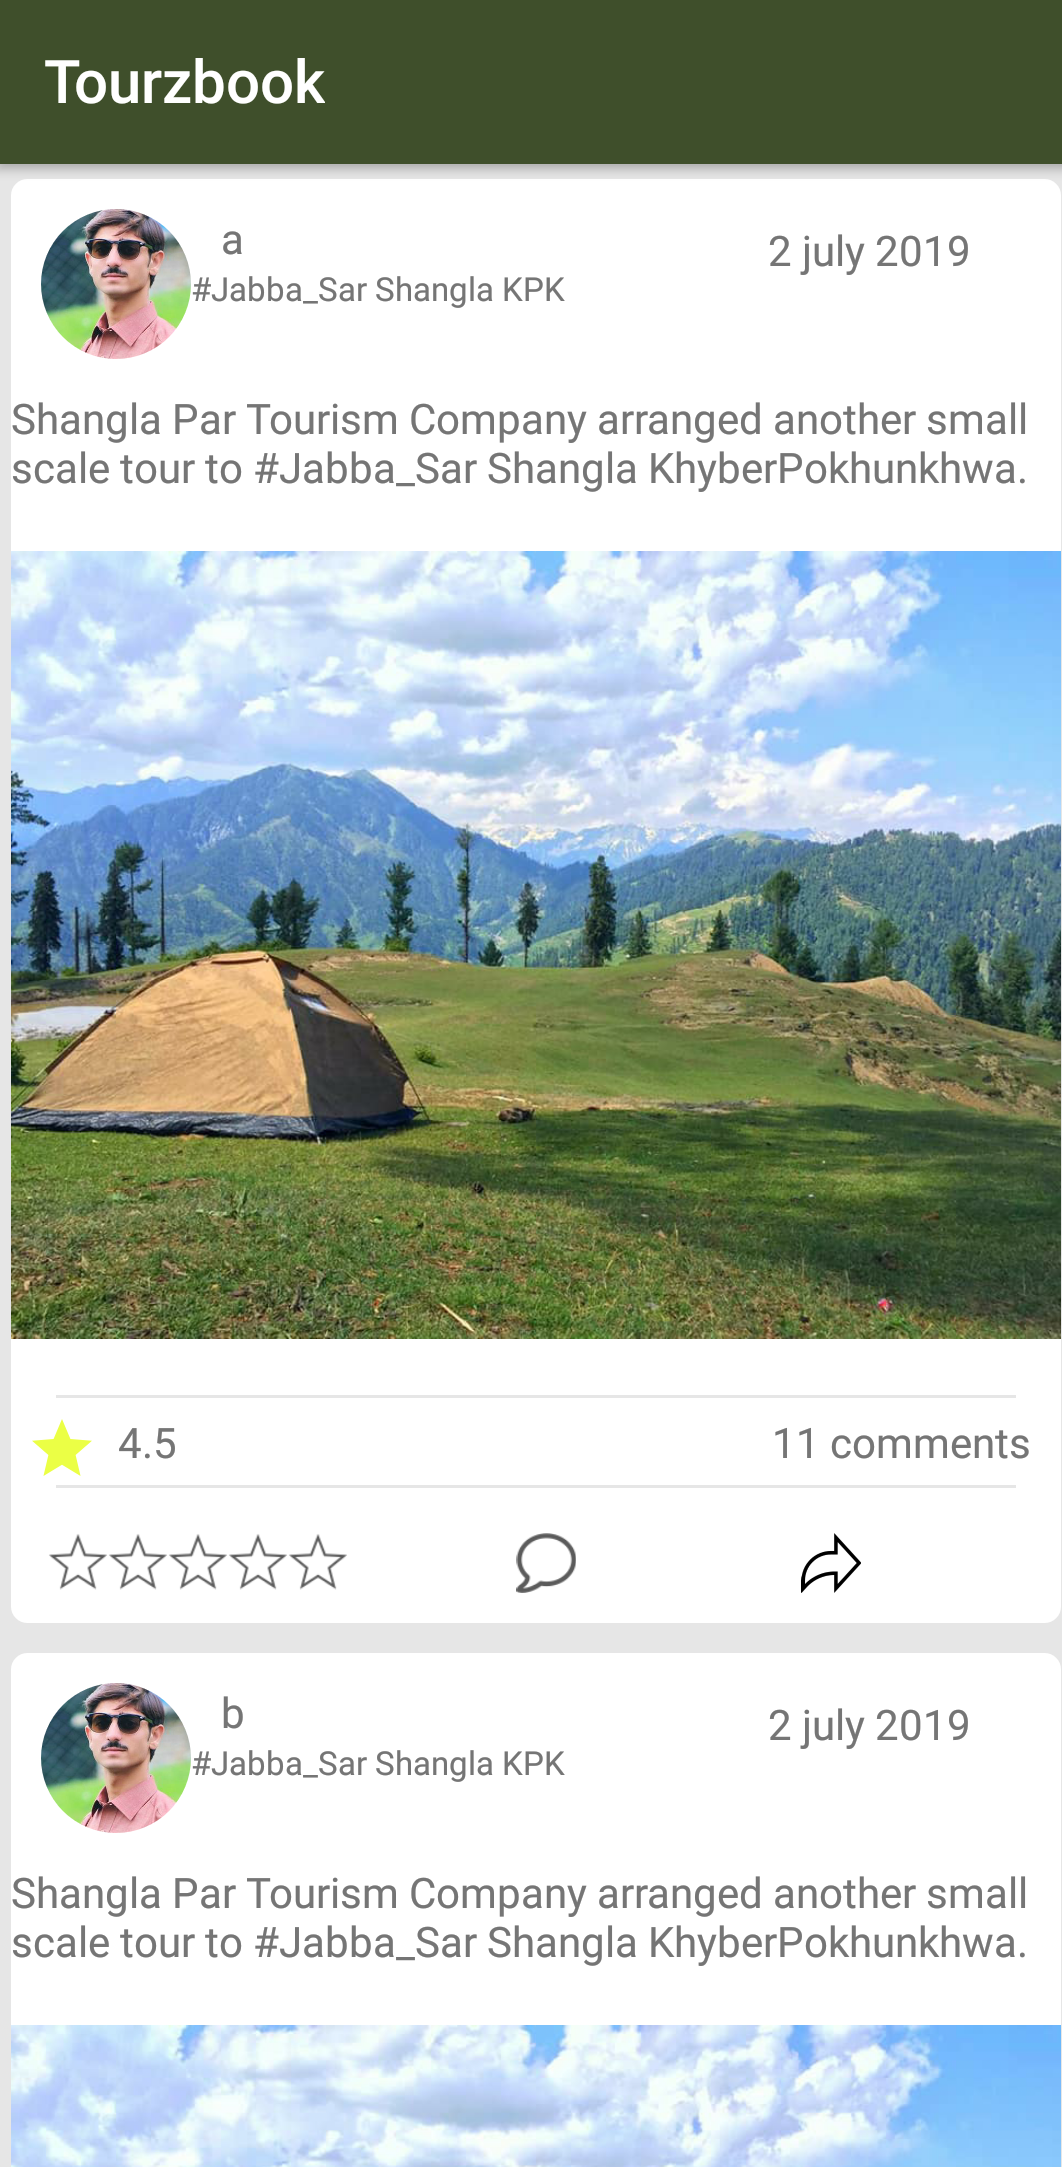 Tourzbook
a
2 july 2019
#Jabba_Sar Shangla KPK
Shangla Par Tourism Company arranged another small
scale tour to #Jabba_Sar Shangla KhyberPokhunkhwa.
4.5
11 comments
b
2 july 2019
#Jabba_Sar Shangla KPK
Shangla Par Tourism Company arranged another small
scale tour to #Jabba_Sar Shangla KhyberPokhunkhwa.